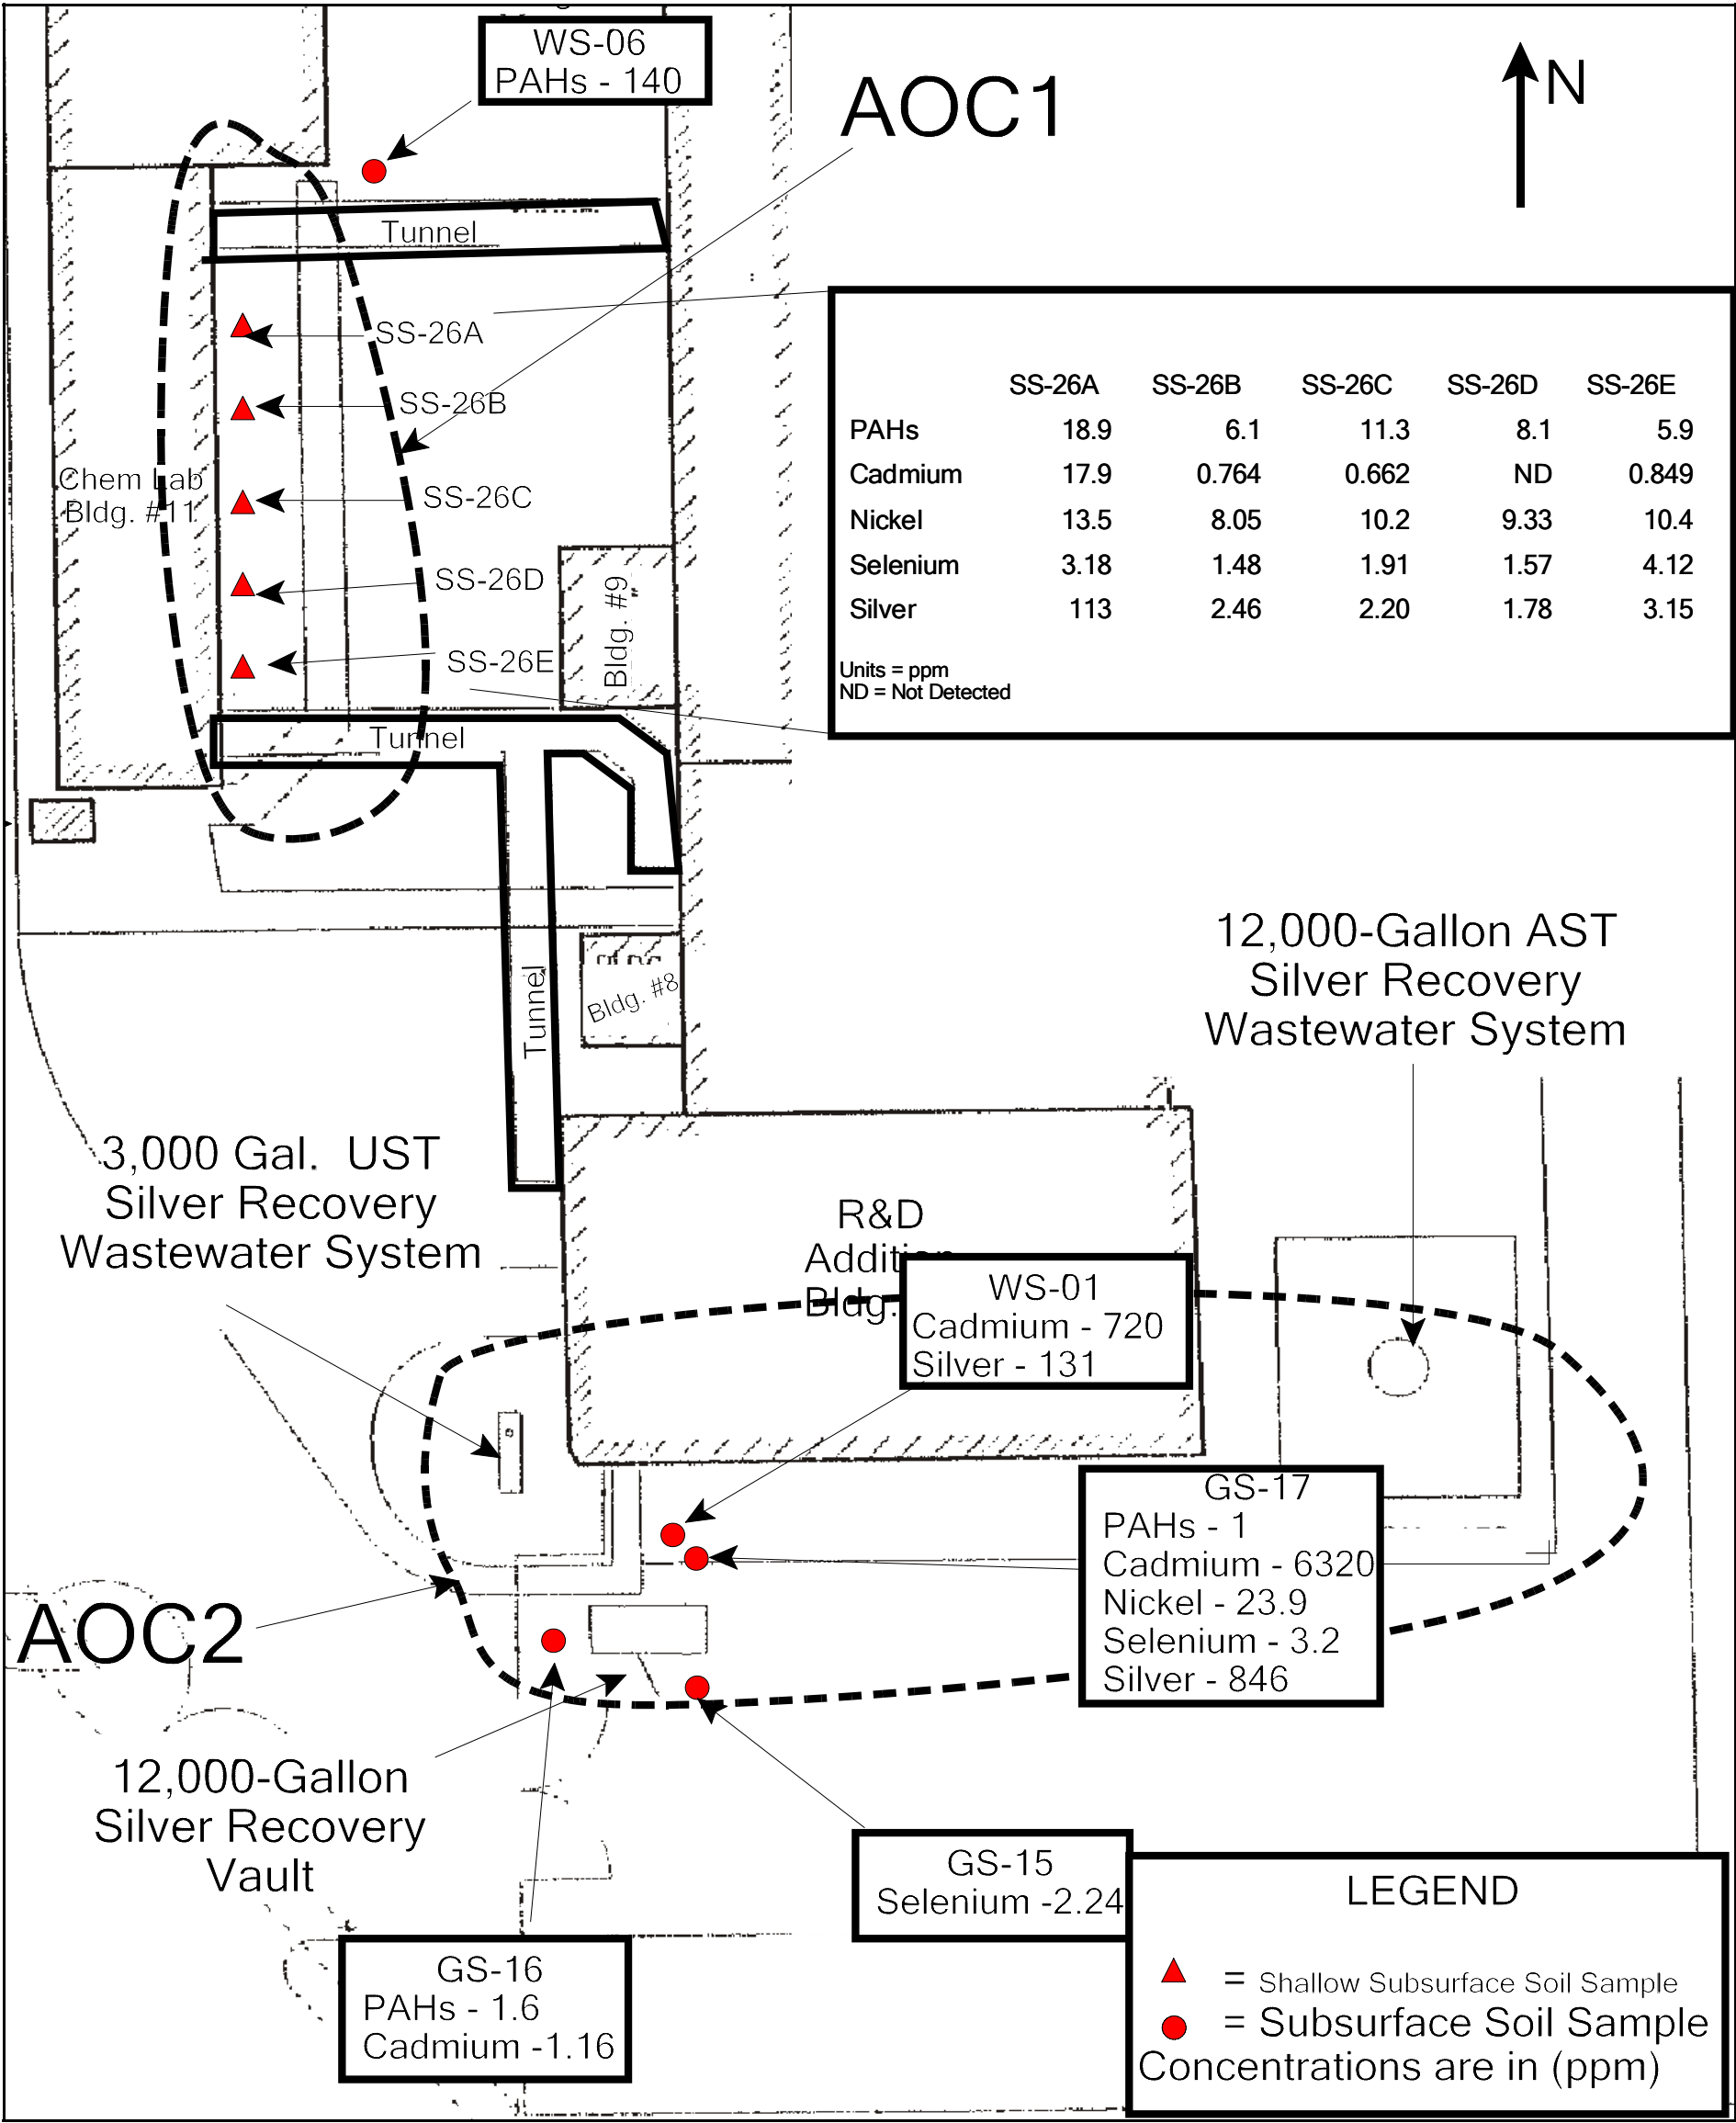 WS-06
PAHs - 140
AOC1
N
Tunnel
SS-26A
SS-26B
SS-26C
SS-26D
SS-26E
Chem Lab
Bldg. #11
Bldg. #9
Tunnel
SS-26A SS-26B SS-26C SS-26D SS-26E
PAHs 18.9 6.1 11.3 8.1 5.9
Cadmium 17.9 0.764 0.662 ND 0.849
Nickel 13.5 8.05 10.2 9.33 10.4
Selenium 3.18 1.48 1.91 1.57 4.12
Silver 113 2.46 2.20 1.78 3.15
Units = ppm
ND = Not Detected
Tunnel
Bldg. #8
12,000-Gallon AST
Silver Recovery
Wastewater System
3,000 Gal. UST
Silver Recovery
Wastewater System
R&D
Addition
Bldg.
WS-01
Cadmium - 720
Silver - 131
GS-17
PAHs - 1
Cadmium - 6320
Nickel - 23.9
Selenium - 3.2
Silver - 846
AOC2
12,000-Gallon
Silver Recovery
Vault
GS-15
Selenium -2.24
GS-16
PAHs - 1.6
Cadmium -1.16
LEGEND
= Shallow Subsurface Soil Sample
= Subsurface Soil Sample
Concentrations are in (ppm)